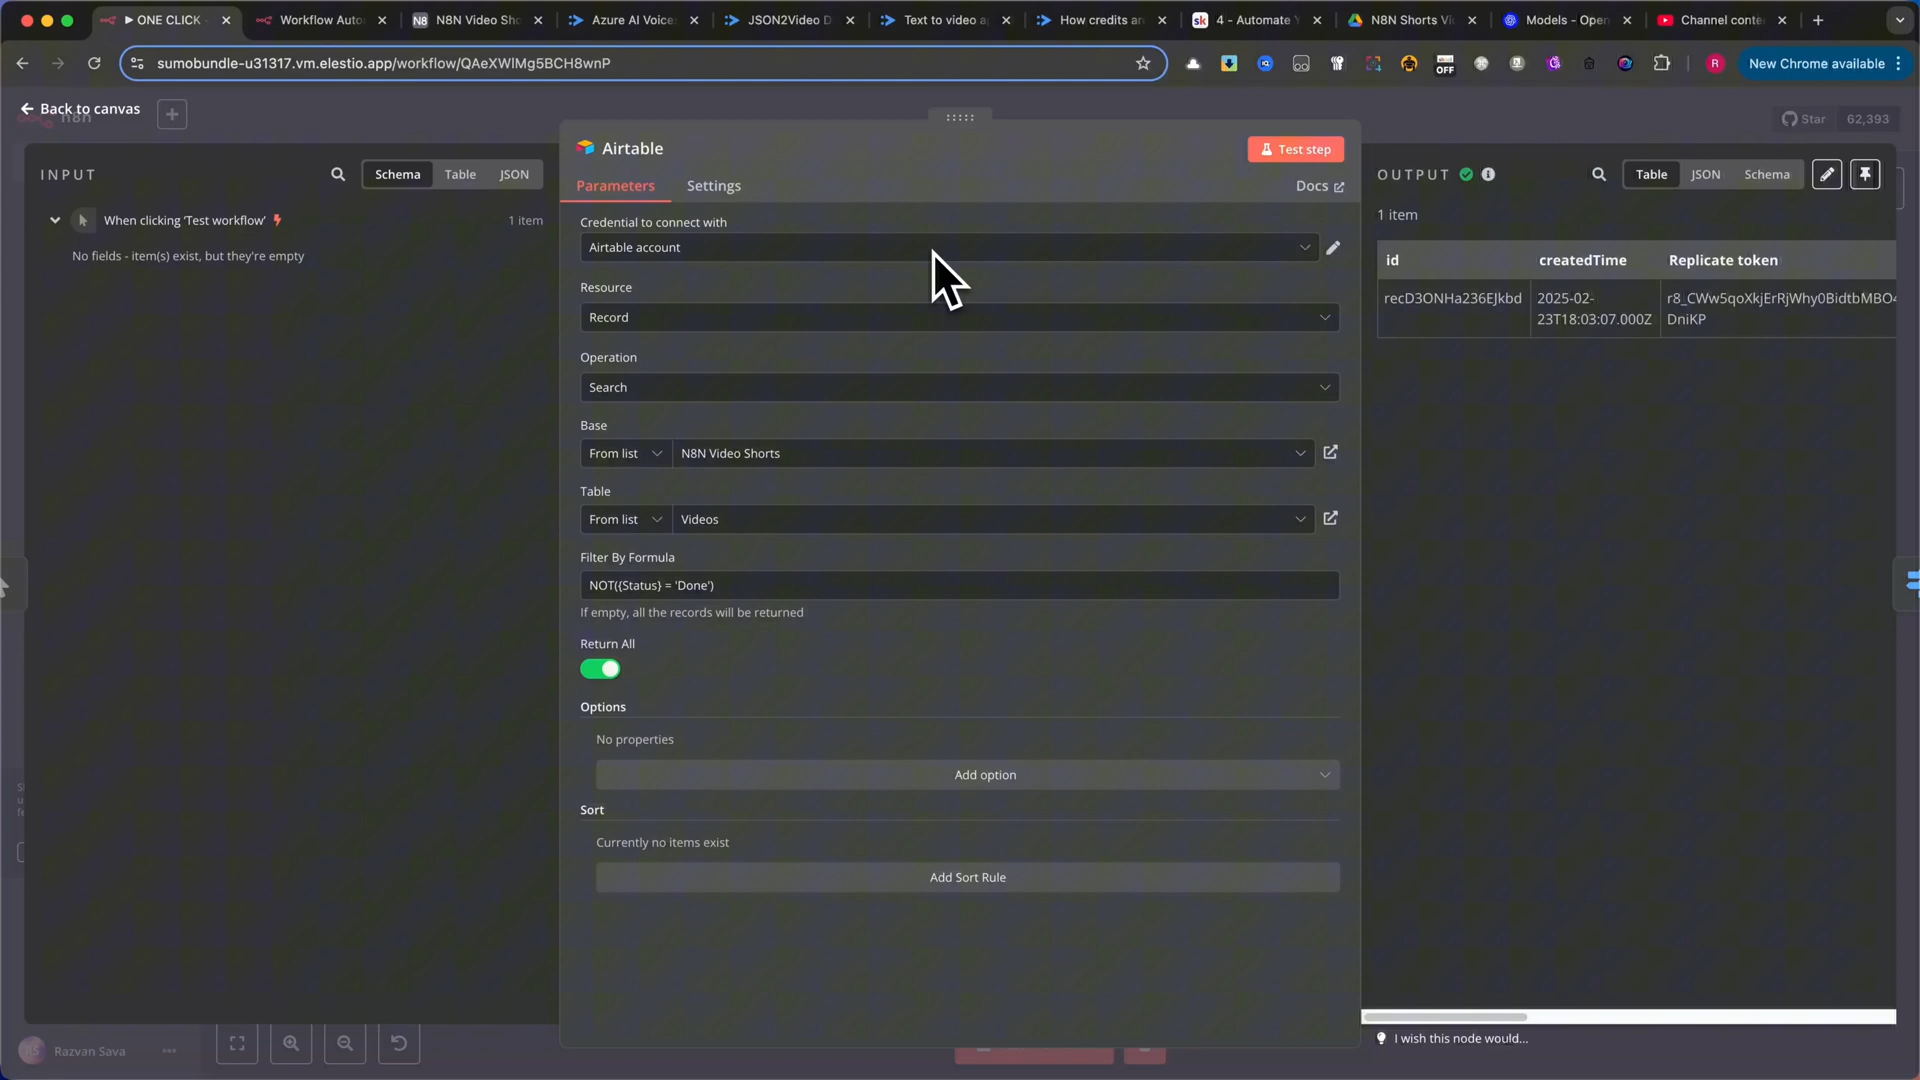 ONE CLICK
Workflow Auto
N8N Video Sho
Azure AI Voice
JSON2Video D
Text to video a
How credits an
4 - Automate Y
N8N Shorts Vi
Models - Open
Channel conte
sumobundle-u31317.vm.elestio.app/workflow/QAeXWlMg5BCH8wnP
OFF
R
New Chrome available
Back to canvas
n8n
Star 62,393
INPUT
Schema Table JSON
When clicking ‘Test workflow’ 1 item
No fields - item(s) exist, but they're empty
Airtable
Test step
Parameters
Settings
Docs
Credential to connect with
Airtable account
Resource
Record
Operation
Search
Base
From list
N8N Video Shorts
Table
From list
Videos
Filter By Formula
NOT({Status} = 'Done')
If empty, all the records will be returned
Return All
Options
No properties
Add option
Sort
Currently no items exist
Add Sort Rule
OUTPUT
Table JSON Schema
1 item
id createdTime Replicate token
recD3ONHa236EJkbd
2025-02-
23T18:03:07.000Z
r8_CWw5qoXkjErRjWhy0BidtbMBO4
DniKP
I wish this node would...
RS Razvan Sava